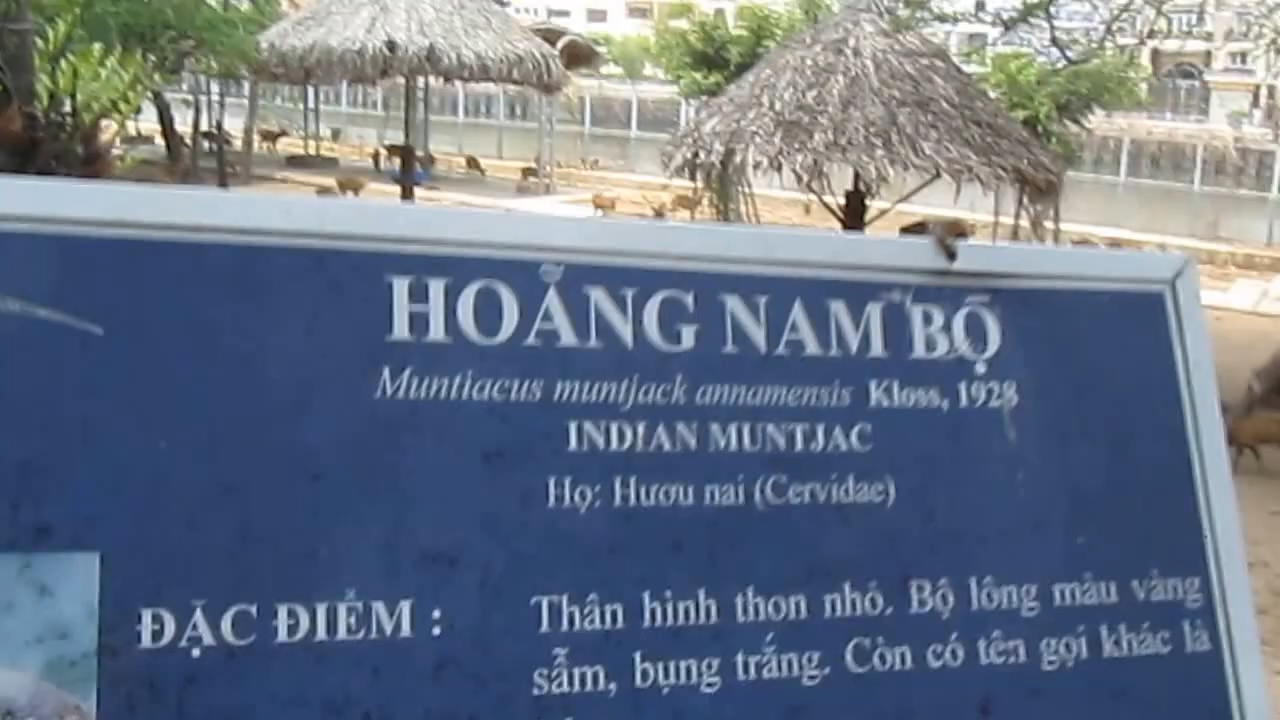 HOẴNG NAM BỘ
Muntiacus muntjack annamensis Kloss, 1928
INDIAN MUNTJAC
Họ: Hươu nai (Cervidae)
ĐẶC ĐIỂM : Thân hình thon nhỏ. Bộ lông màu vàng
sẫm, bụng trắng. Còn có tên gọi khác là